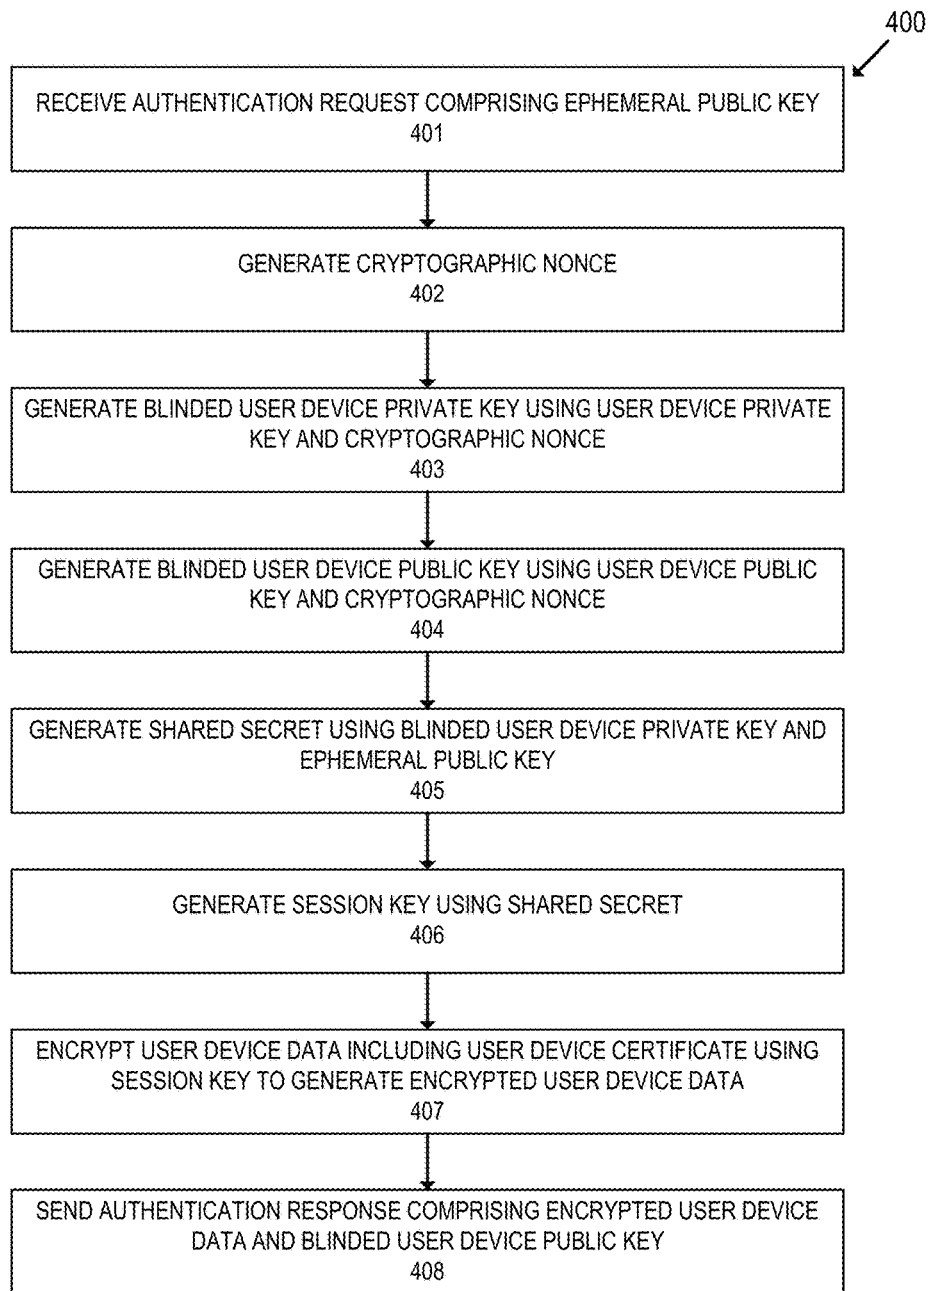 400
RECEIVE AUTHENTICATION REQUEST COMPRISING EPHEMERAL PUBLIC KEY
401
GENERATE CRYPTOGRAPHIC NONCE
402
GENERATE BLINDED USER DEVICE PRIVATE KEY USING USER DEVICE PRIVATE
KEY AND CRYPTOGRAPHIC NONCE
403
GENERATE BLINDED USER DEVICE PUBLIC KEY USING USER DEVICE PUBLIC
KEY AND CRYPTOGRAPHIC NONCE
404
GENERATE SHARED SECRET USING BLINDED USER DEVICE PRIVATE KEY AND
EPHEMERAL PUBLIC KEY
405
GENERATE SESSION KEY USING SHARED SECRET
406
ENCRYPT USER DEVICE DATA INCLUDING USER DEVICE CERTIFICATE USING
SESSION KEY TO GENERATE ENCRYPTED USER DEVICE DATA
407
SEND AUTHENTICATION RESPONSE COMPRISING ENCRYPTED USER DEVICE
DATA AND BLINDED USER DEVICE PUBLIC KEY
408